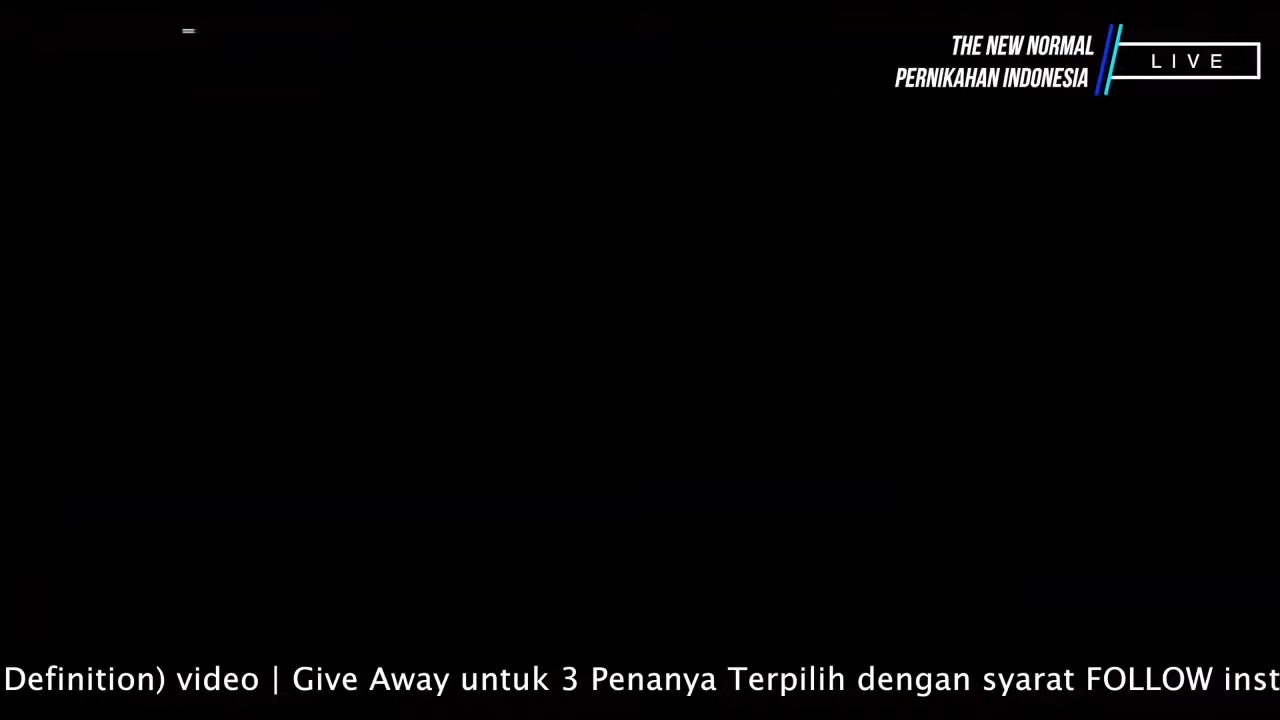 THE NEW NORMAL
PERNIKAHAN INDONESIA
LIVE
Definition) video | Give Away untuk 3 Penanya Terpilih dengan syarat FOLLOW inst